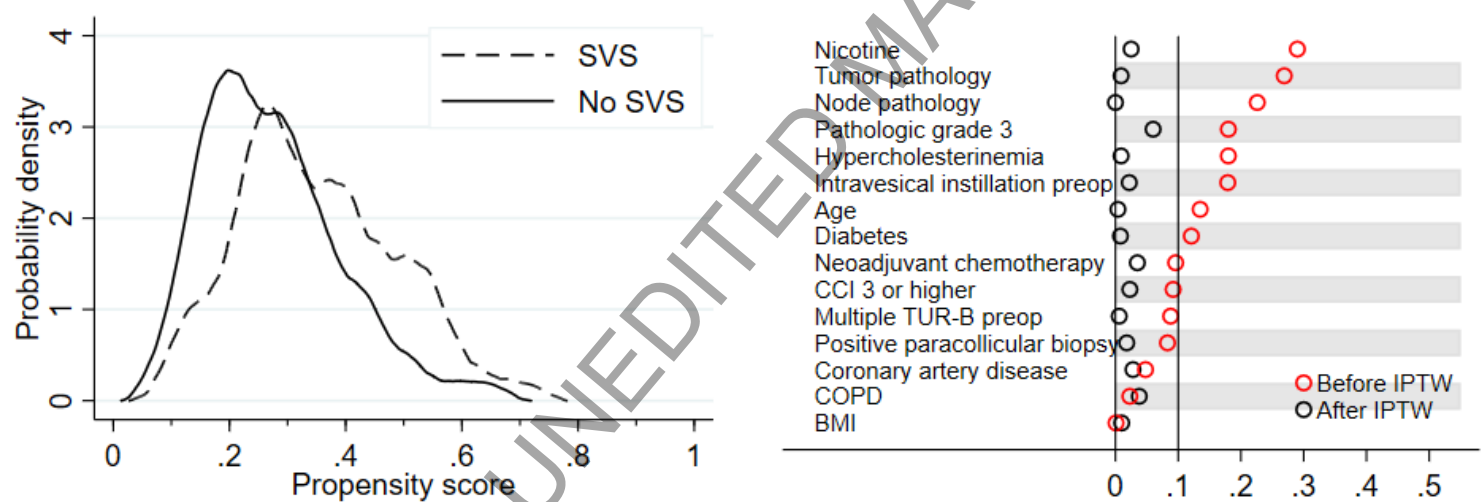 4
3
2
1
0
Probability density
SVS
No SVS
0 .2 .4 .6 .8 1
Propensity score
UNEDITED MA
Nicotine
Tumor pathology
Node pathology
Pathologic grade 3
Hypercholesterinemia
Intravesical instillation preop
Age
Diabetes
Neoadjuvant chemotherapy
CCI 3 or higher
Multiple TUR-B preop
Positive paracollicular biopsy
Coronary artery disease
COPD
BMI
Before IPTW
After IPTW
0 .1 .2 .3 .4 .5